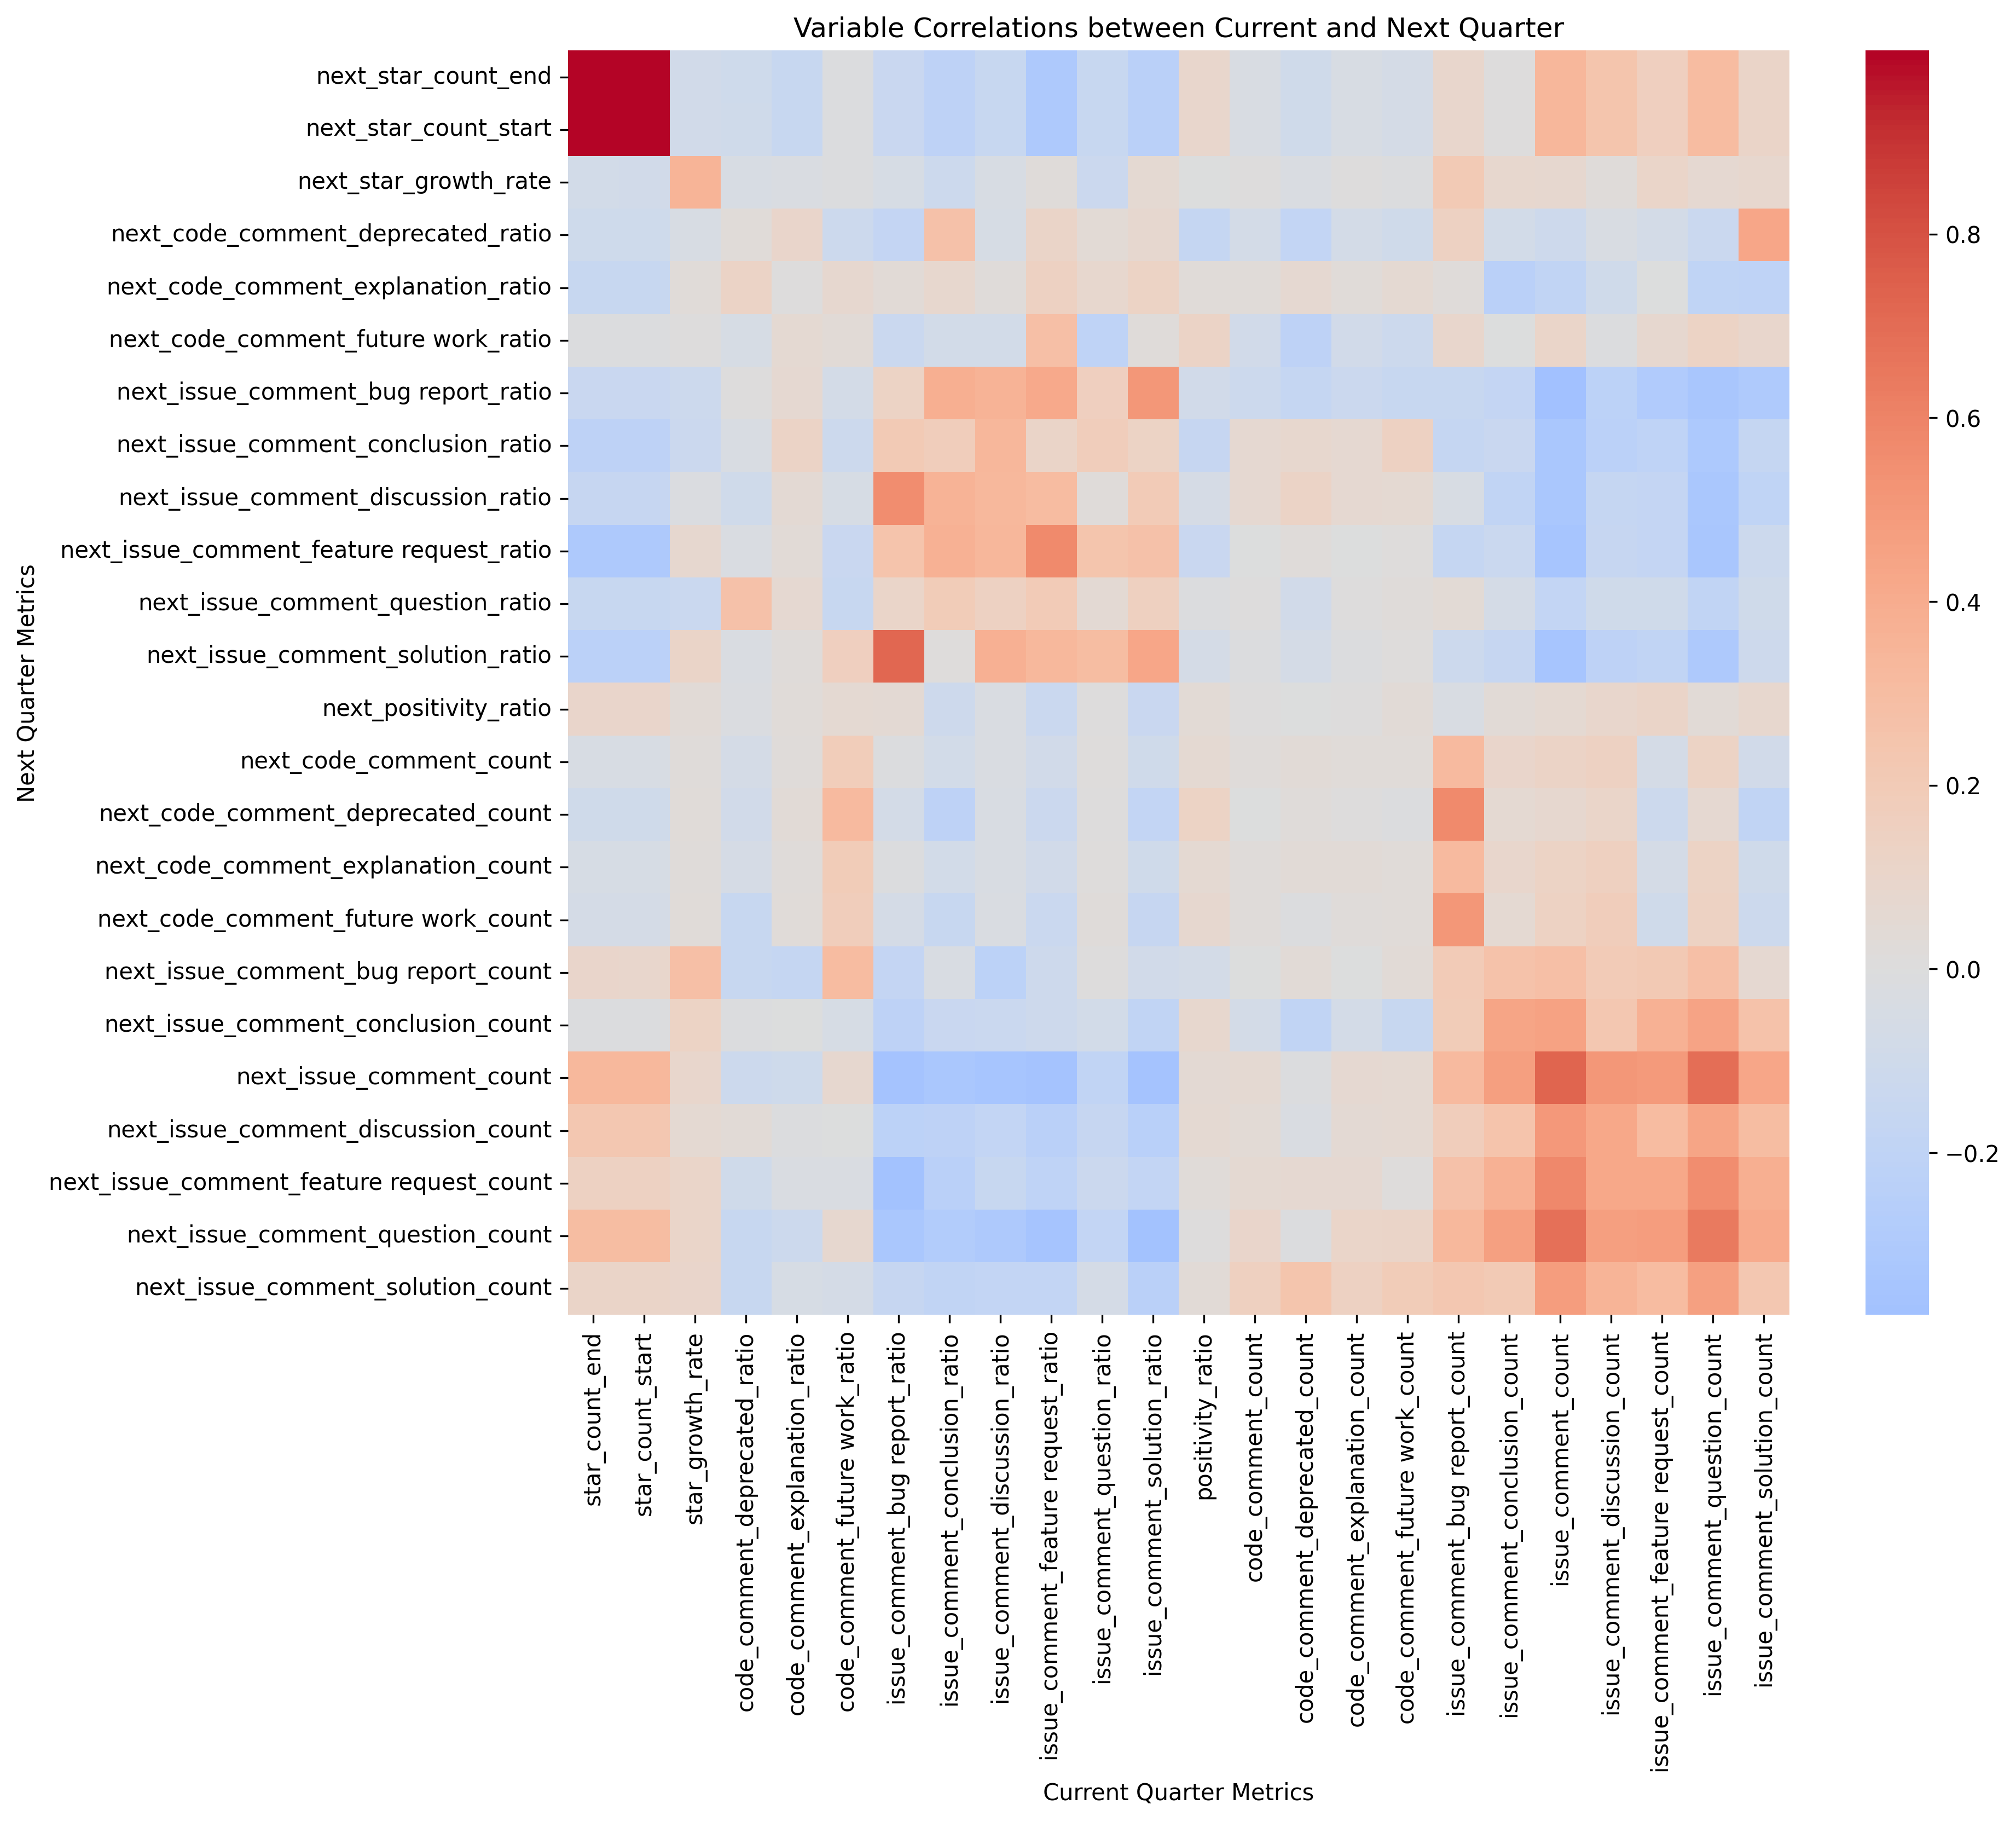 Variable Correlations between Current and Next Quarter
Next Quarter Metrics
next_star_count_end
next_star_count_start
next_star_growth_rate
next_code_comment_deprecated_ratio
next_code_comment_explanation_ratio
next_code_comment_future work_ratio
next_issue_comment_bug report_ratio
next_issue_comment_conclusion_ratio
next_issue_comment_discussion_ratio
next_issue_comment_feature request_ratio
next_issue_comment_question_ratio
next_issue_comment_solution_ratio
next_positivity_ratio
next_code_comment_count
next_code_comment_deprecated_count
next_code_comment_explanation_count
next_code_comment_future work_count
next_issue_comment_bug report_count
next_issue_comment_conclusion_count
next_issue_comment_count
next_issue_comment_discussion_count
next_issue_comment_feature request_count
next_issue_comment_question_count
next_issue_comment_solution_count
star_count_end
star_count_start
star_growth_rate
code_comment_deprecated_ratio
code_comment_explanation_ratio
code_comment_future work_ratio
issue_comment_bug report_ratio
issue_comment_conclusion_ratio
issue_comment_discussion_ratio
issue_comment_feature request_ratio
issue_comment_question_ratio
issue_comment_solution_ratio
positivity_ratio
code_comment_count
code_comment_deprecated_count
code_comment_explanation_count
code_comment_future work_count
issue_comment_bug report_count
issue_comment_conclusion_count
issue_comment_count
issue_comment_discussion_count
issue_comment_feature request_count
issue_comment_question_count
issue_comment_solution_count
Current Quarter Metrics
0.8
0.6
0.4
0.2
0.0
−0.2